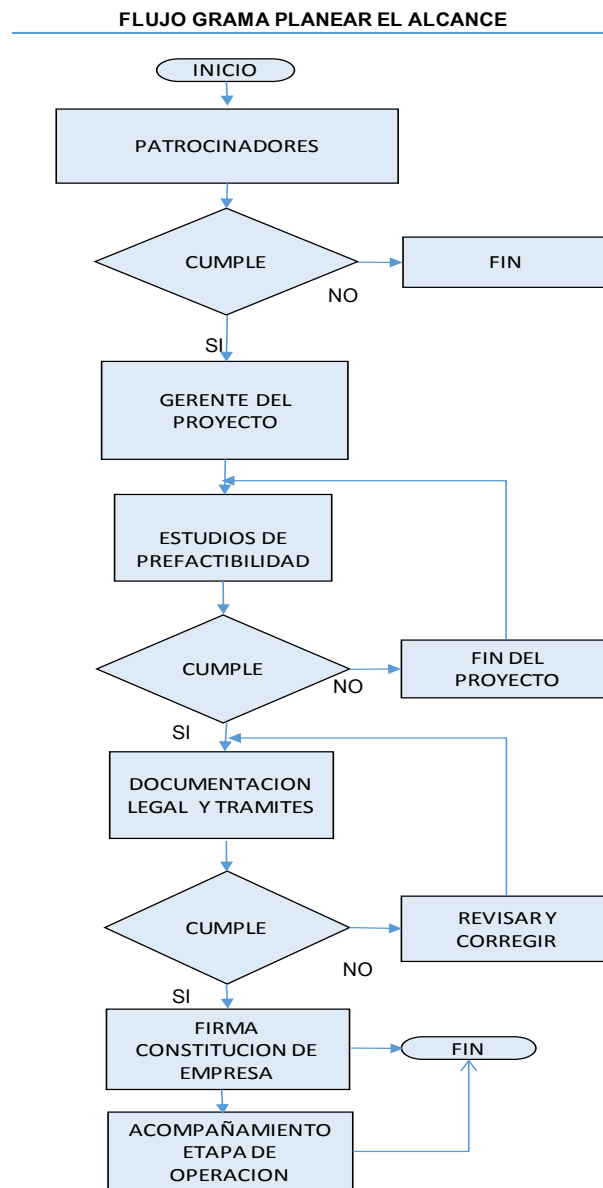 FLUJO GRAMA PLANEAR EL ALCANCE
INICIO
PATROCINADORES
CUMPLE
FIN
NO
SI
GERENTE DEL
PROYECTO
ESTUDIOS DE
PREFACTIBILIDAD
CUMPLE
FIN DEL
PROYECTO
NO
SI
DOCUMENTACION
LEGAL Y TRAMITES
CUMPLE
REVISAR Y
CORREGIR
NO
SI
FIRMA
CONSTITUCION DE
EMPRESA
FIN
ACOMPAÑAMIENTO
ETAPA DE
OPERACION